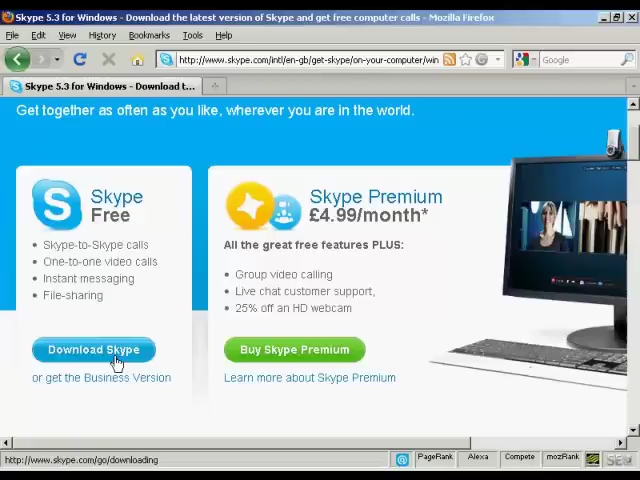 Skype 5.3 for Windows - Download the latest version of Skype and get free computer calls - Mozilla Firefox
File Edit View History Bookmarks Tools Help
http://www.skype.com/intl/en-gb/get-skype/on-your-computer/win
Google
Skype 5.3 for Windows - Download t...
Get together as often as you like, wherever you are in the world.
Skype
Free
• Skype-to-Skype calls
• One-to-one video calls
• Instant messaging
• File-sharing
Download Skype
or get the Business Version
Skype Premium
£4.99/month*
All the great free features PLUS:
• Group video calling
• Live chat customer support,
• 25% off an HD webcam
Buy Skype Premium
Learn more about Skype Premium
http://www.skype.com/go/downloading
PageRank Alexa Compete mozRank